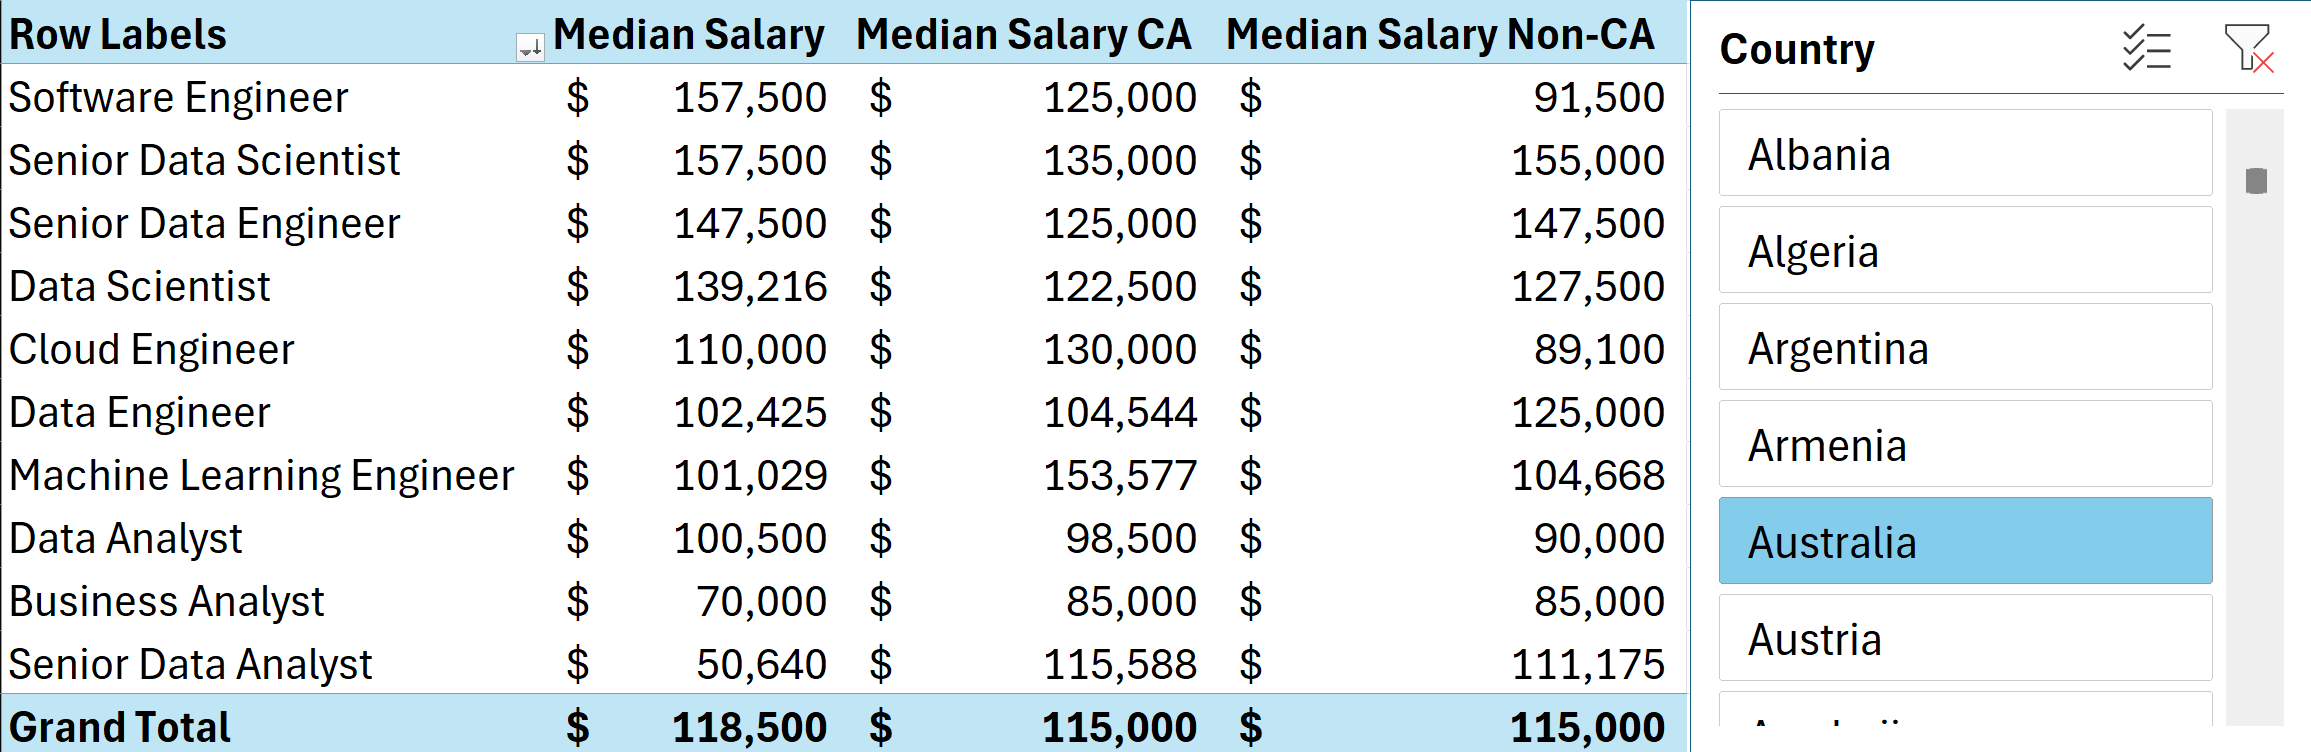 Row Labels Median Salary Median Salary CA Median Salary Non-CA
Software Engineer $ 157,500 $ 125,000 $ 91,500
Senior Data Scientist $ 157,500 $ 135,000 $ 155,000
Senior Data Engineer $ 147,500 $ 125,000 $ 147,500
Data Scientist $ 139,216 $ 122,500 $ 127,500
Cloud Engineer $ 110,000 $ 130,000 $ 89,100
Data Engineer $ 102,425 $ 104,544 $ 125,000
Machine Learning Engineer $ 101,029 $ 153,577 $ 104,668
Data Analyst $ 100,500 $ 98,500 $ 90,000
Business Analyst $ 70,000 $ 85,000 $ 85,000
Senior Data Analyst $ 50,640 $ 115,588 $ 111,175
Grand Total $ 118,500 $ 115,000 $ 115,000
Country
Albania
Algeria
Argentina
Armenia
Australia
Austria